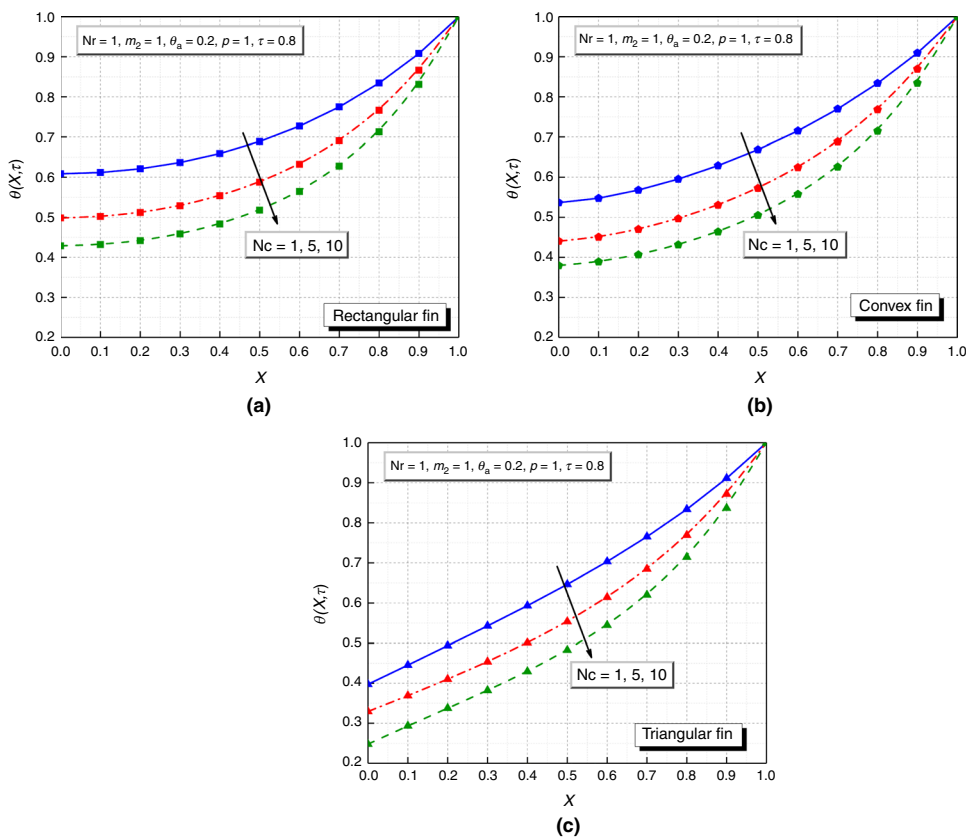 1.0
0.9
0.8
0.7
0.6
0.5
0.4
0.3
0.2
θ(X,τ)
Nr = 1, m₂ = 1, θₐ = 0.2, p = 1, τ = 0.8
Nc = 1, 5, 10
Rectangular fin
0.0 0.1 0.2 0.3 0.4 0.5 0.6 0.7 0.8 0.9 1.0
X
(a)
1.0
0.9
0.8
0.7
0.6
0.5
0.4
0.3
0.2
θ(X,τ)
Nr = 1, m₂ = 1, θₐ = 0.2, p = 1, τ = 0.8
Nc = 1, 5, 10
Convex fin
0.0 0.1 0.2 0.3 0.4 0.5 0.6 0.7 0.8 0.9 1.0
X
(b)
1.0
0.9
0.8
0.7
0.6
0.5
0.4
0.3
0.2
θ(X,τ)
Nr = 1, m₂ = 1, θₐ = 0.2, p = 1, τ = 0.8
Nc = 1, 5, 10
Triangular fin
0.0 0.1 0.2 0.3 0.4 0.5 0.6 0.7 0.8 0.9 1.0
X
(c)